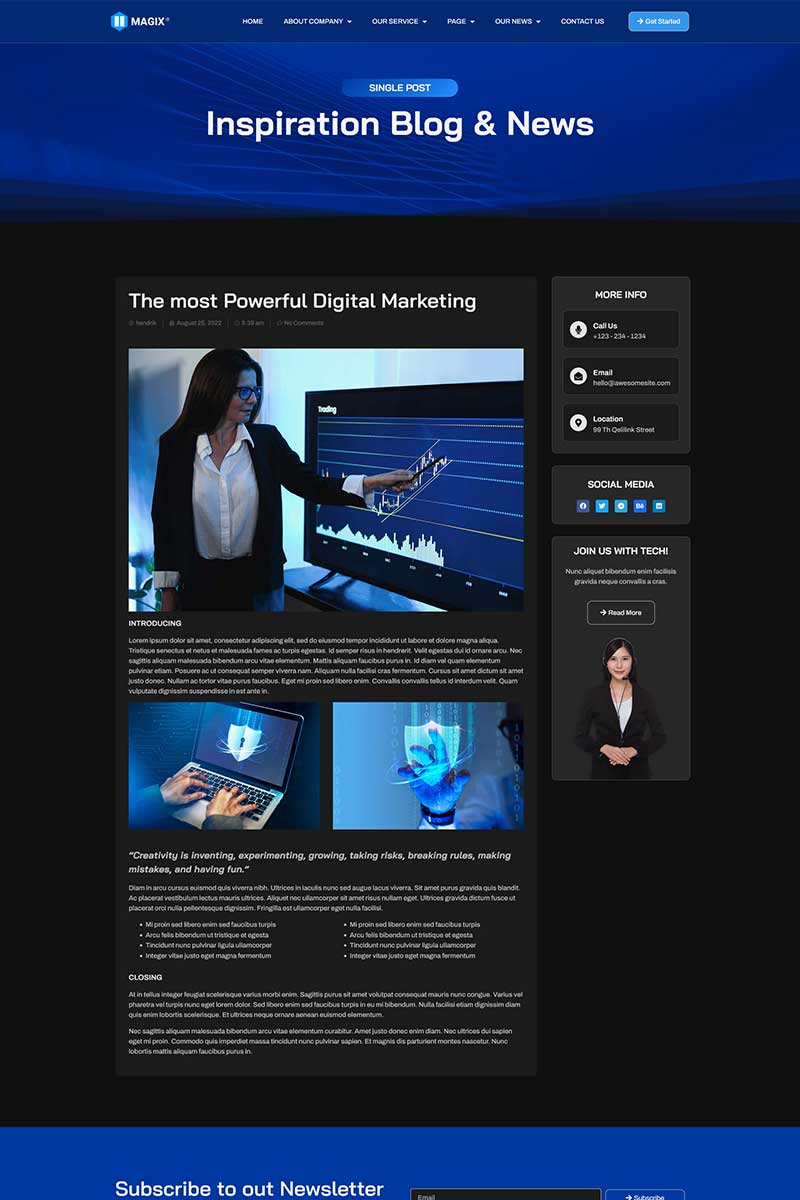 MAGIX®
HOME
ABOUT COMPANY
OUR SERVICE
PAGE
OUR NEWS
CONTACT US
Get Started
SINGLE POST
Inspiration Blog & News
The most Powerful Digital Marketing
hendrik
August 25, 2022
5:38 am
No Comments
Trading
INTRODUCING
Lorem ipsum dolor sit amet, consectetur adipiscing elit, sed do eiusmod tempor incididunt ut labore et dolore magna aliqua.
Tristique senectus et netus et malesuada fames ac turpis egestas. Id semper risus in hendrerit. Velit egestas dui id ornare arcu. Nec
sagittis aliquam malesuada bibendum arcu vitae elementum. Mattis aliquam faucibus purus in. Id diam vel quam elementum
pulvinar etiam. Posuere ac ut consequat semper viverra nam. Aliquam nulla facilisi cras fermentum. Cursus sit amet dictum sit amet
justo donec. Nullam ac tortor vitae purus faucibus. Eget mi proin sed libero enim. Convallis convallis tellus id interdum velit. Quam
vulputate dignissim suspendisse in est ante in.
"Creativity is inventing, experimenting, growing, taking risks, breaking rules, making
mistakes, and having fun."
Diam in arcu cursus euismod quis viverra nibh. Ultrices in iaculis nunc sed augue lacus viverra. Sit amet purus gravida quis blandit.
Ac placerat vestibulum lectus mauris ultrices. Aliquet nec ullamcorper sit amet risus nullam eget. Ultrices gravida dictum fusce ut
placerat orci nulla pellentesque dignissim. Fringilla est ullamcorper eget nulla facilisi.
Mi proin sed libero enim sed faucibus turpis
Arcu felis bibendum ut tristique et egesta
Tincidunt nunc pulvinar ligula ullamcorper
Integer vitae justo eget magna fermentum
Mi proin sed libero enim sed faucibus turpis
Arcu felis bibendum ut tristique et egesta
Tincidunt nunc pulvinar ligula ullamcorper
Integer vitae justo eget magna fermentum
CLOSING
At in tellus integer feugiat scelerisque varius morbi enim. Sagittis purus sit amet volutpat consequat mauris nunc congue. Varius vel
pharetra vel turpis nunc eget lorem dolor. Sed libero enim sed faucibus turpis in eu mi bibendum. Nulla facilisi etiam dignissim diam
quis enim lobortis scelerisque. Et ultrices neque ornare aenean euismod elementum.
Nec sagittis aliquam malesuada bibendum arcu vitae elementum curabitur. Amet justo donec enim diam. Nec ultrices dui sapien
eget mi proin. Commodo quis imperdiet massa tincidunt nunc pulvinar sapien. Et magnis dis parturient montes nascetur. Nunc
lobortis mattis aliquam faucibus purus in.
MORE INFO
Call Us
+123 - 234 - 1234
Email
hello@awesomesite.com
Location
99 Th Qelilink Street
SOCIAL MEDIA
JOIN US WITH TECH!
Nunc aliquet bibendum enim facilisis
gravida neque convallis a cras.
Read More
Subscribe to out Newsletter
Email
Subscribe